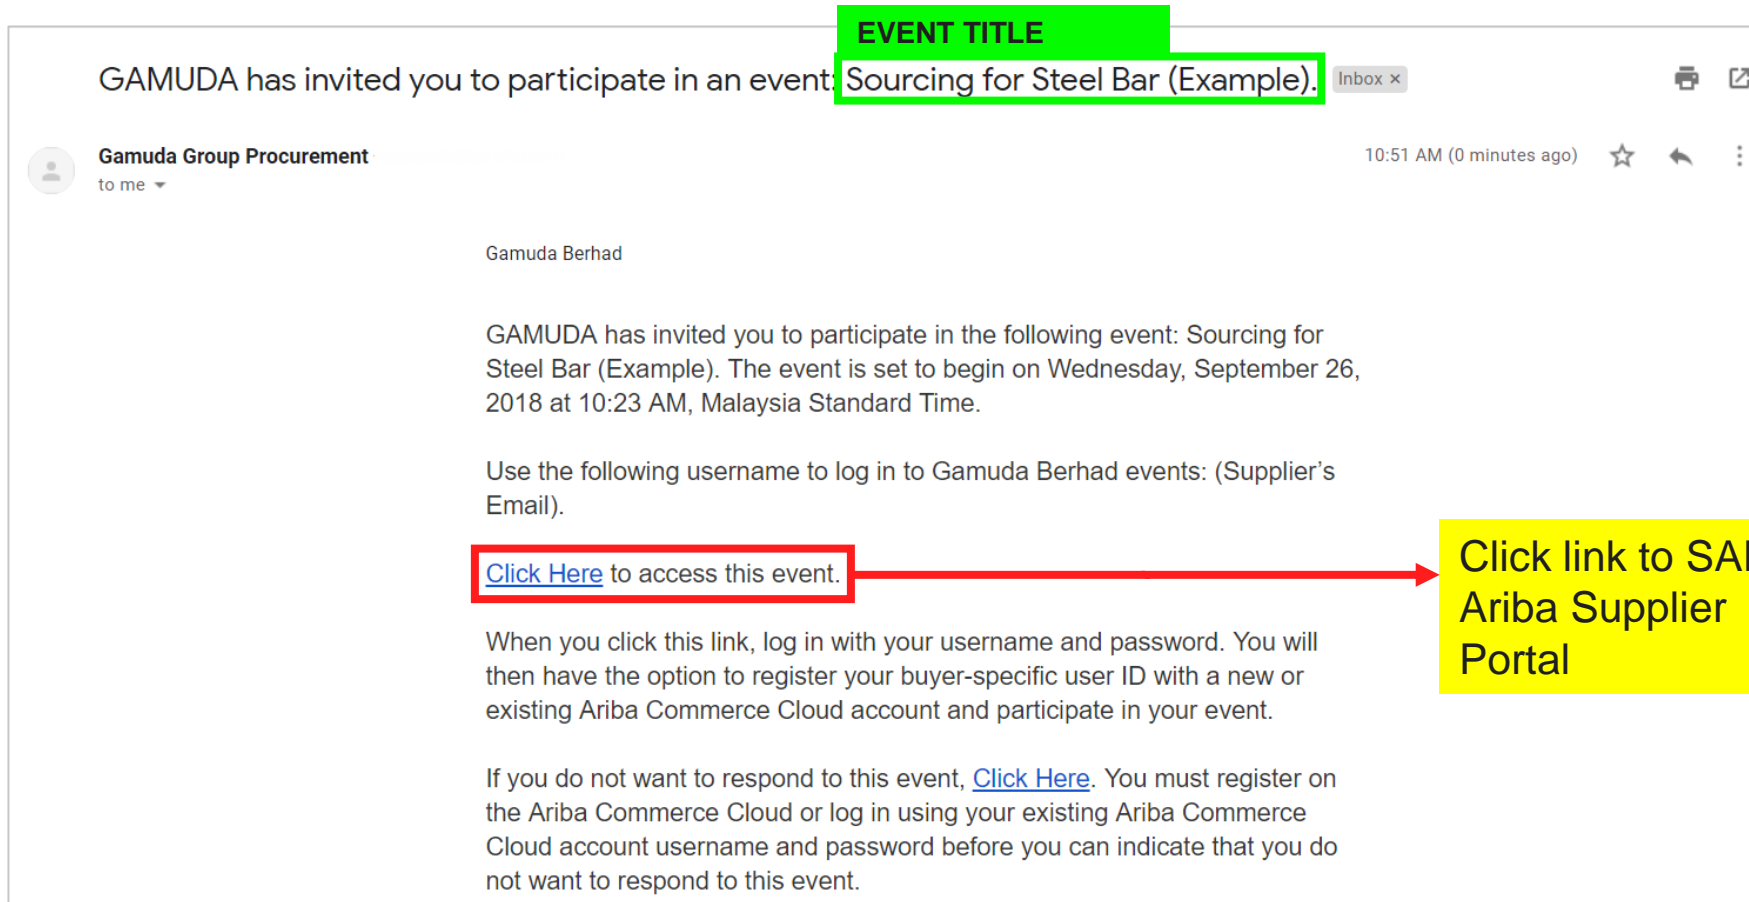 EVENT TITLE
GAMUDA has invited you to participate in an event: Sourcing for Steel Bar (Example). Inbox ×
Gamuda Group Procurement
10:51 AM (0 minutes ago)
to me
Gamuda Berhad
GAMUDA has invited you to participate in the following event: Sourcing for
Steel Bar (Example). The event is set to begin on Wednesday, September 26,
2018 at 10:23 AM, Malaysia Standard Time.
Use the following username to log in to Gamuda Berhad events: (Supplier’s
Email).
Click Here to access this event.
Click link to
Ariba Supplier
Portal
When you click this link, log in with your username and password. You will
then have the option to register your buyer-specific user ID with a new or
existing Ariba Commerce Cloud account and participate in your event.
If you do not want to respond to this event, Click Here. You must register on
the Ariba Commerce Cloud or log in using your existing Ariba Commerce
Cloud account username and password before you can indicate that you do
not want to respond to this event.